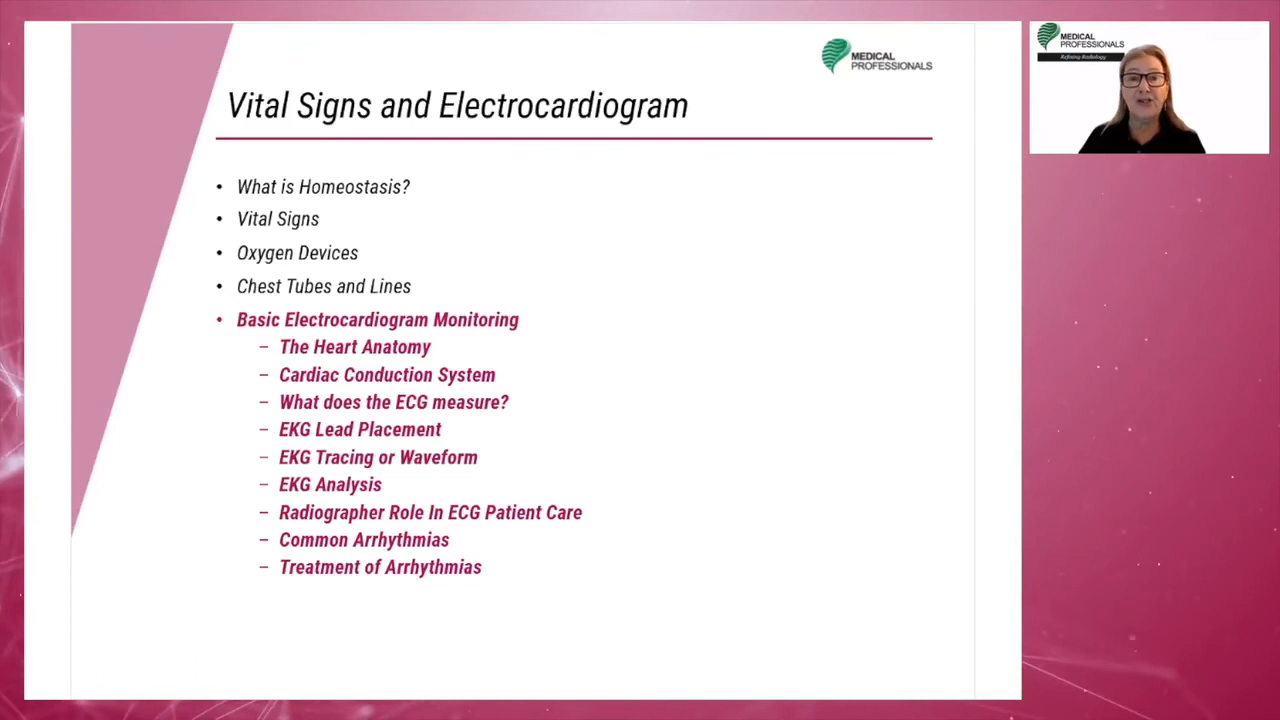 MEDICAL
PROFESSIONALS
Vital Signs and Electrocardiogram
• What is Homeostasis?
• Vital Signs
• Oxygen Devices
• Chest Tubes and Lines
• Basic Electrocardiogram Monitoring
– The Heart Anatomy
– Cardiac Conduction System
– What does the ECG measure?
– EKG Lead Placement
– EKG Tracing or Waveform
– EKG Analysis
– Radiographer Role In ECG Patient Care
– Common Arrhythmias
– Treatment of Arrhythmias
MEDICAL
PROFESSIONALS
Refining Radiology